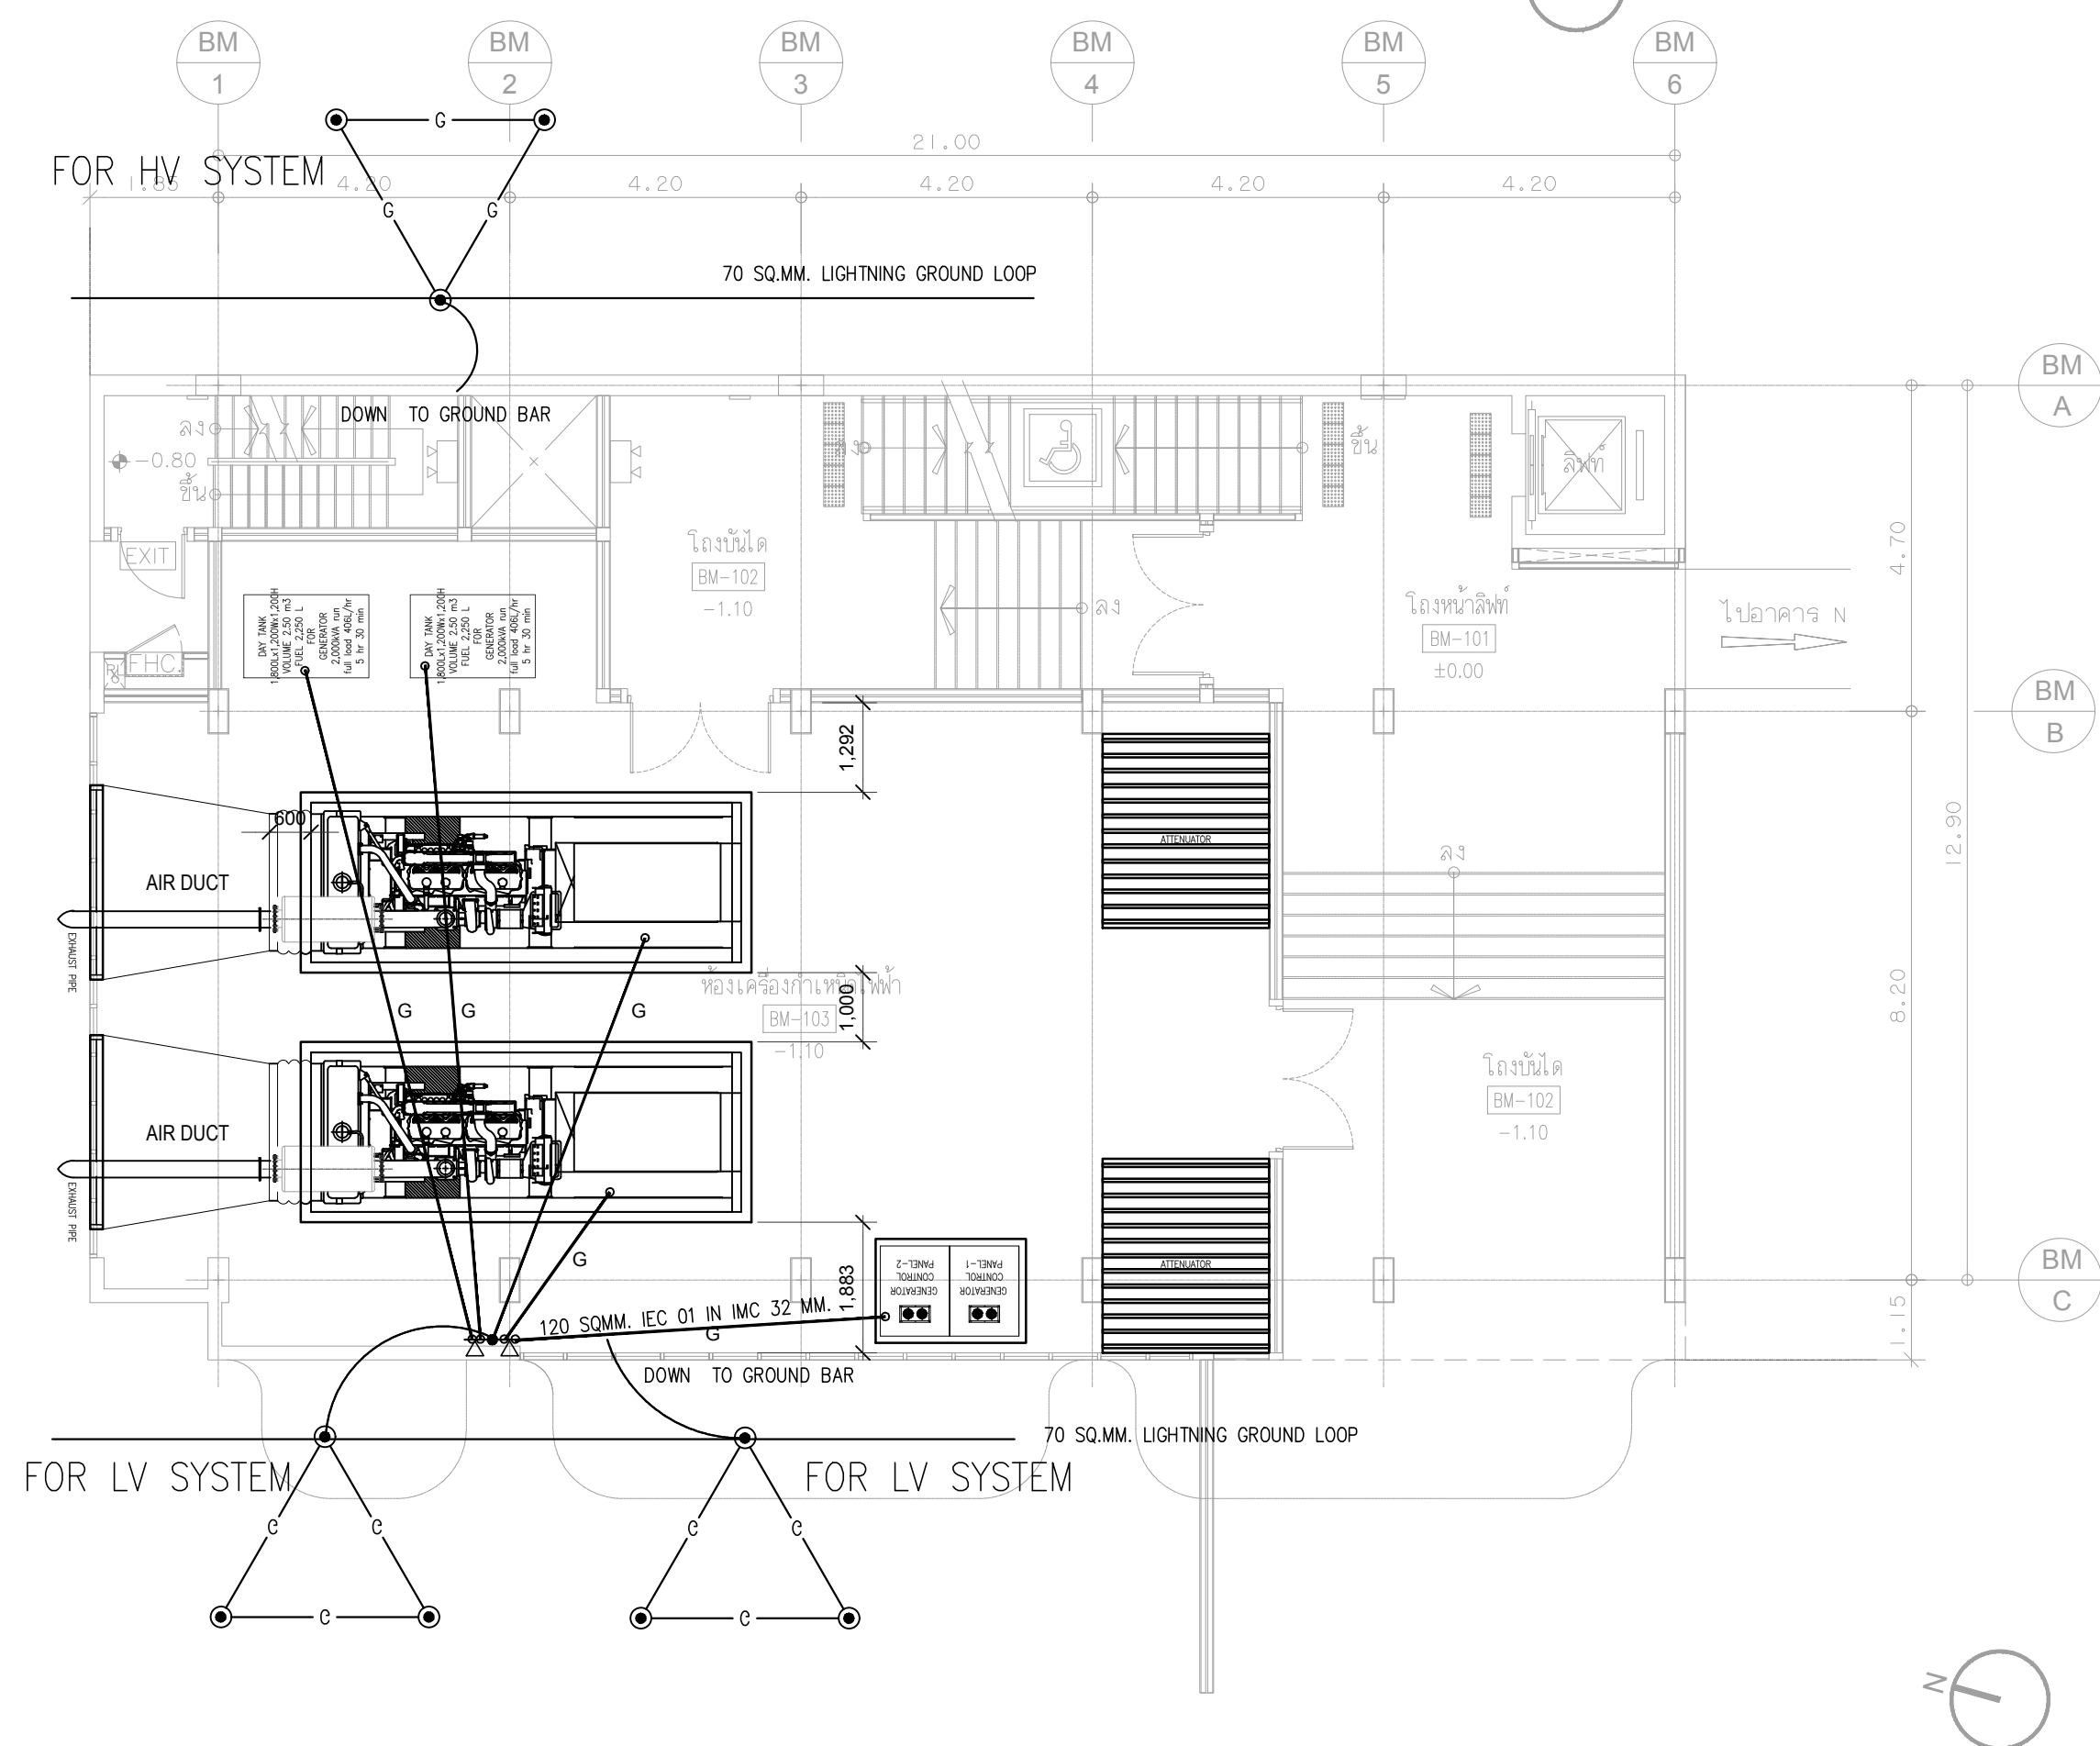 BM
1
BM
2
BM
3
BM
4
BM
5
BM
6
G
21.00
FOR HV SYSTEM
1.85
4.20
4.20
4.20
4.20
4.20
G
G
70 SQ.MM. LIGHTNING GROUND LOOP
BM
A
DOWN TO GROUND BAR
ลง
-0.80
ขึ้น
ลง
ขึ้น
ลิฟท์
EXIT
โถงบันได
BM-102
-1.10
ลง
โถงหน้าลิฟท์
BM-101
±0.00
ไปอาคาร N
4.70
DAY TANK
1,800Lx1,200Wx1,200H
VOLUME 2.50 m3
FUEL 2,250 L
FOR
GENERATOR
2,000kVA run
full load 406L/hr
5 hr 30 min
DAY TANK
1,800Lx1,200Wx1,200H
VOLUME 2.50 m3
FUEL 2,250 L
FOR
GENERATOR
2,000kVA run
full load 406L/hr
5 hr 30 min
FHC.
BM
B
1,292
600
AIR DUCT
EXHAUST PIPE
ATTENUATOR
ลง
12.90
ห้องเครื่องกำเหนิดไฟฟ้า
BM-103
-1.10
1,000
G
G
G
8.20
โถงบันได
BM-102
-1.10
AIR DUCT
EXHAUST PIPE
G
1,883
GENERATOR
CONTROL
PANEL-2
GENERATOR
CONTROL
PANEL-1
ATTENUATOR
BM
C
120 SQMM. IEC 01 IN IMC 32 MM.
G
1.15
DOWN TO GROUND BAR
70 SQ.MM. LIGHTNING GROUND LOOP
FOR LV SYSTEM
FOR LV SYSTEM
G
G
G
G
G
G
N